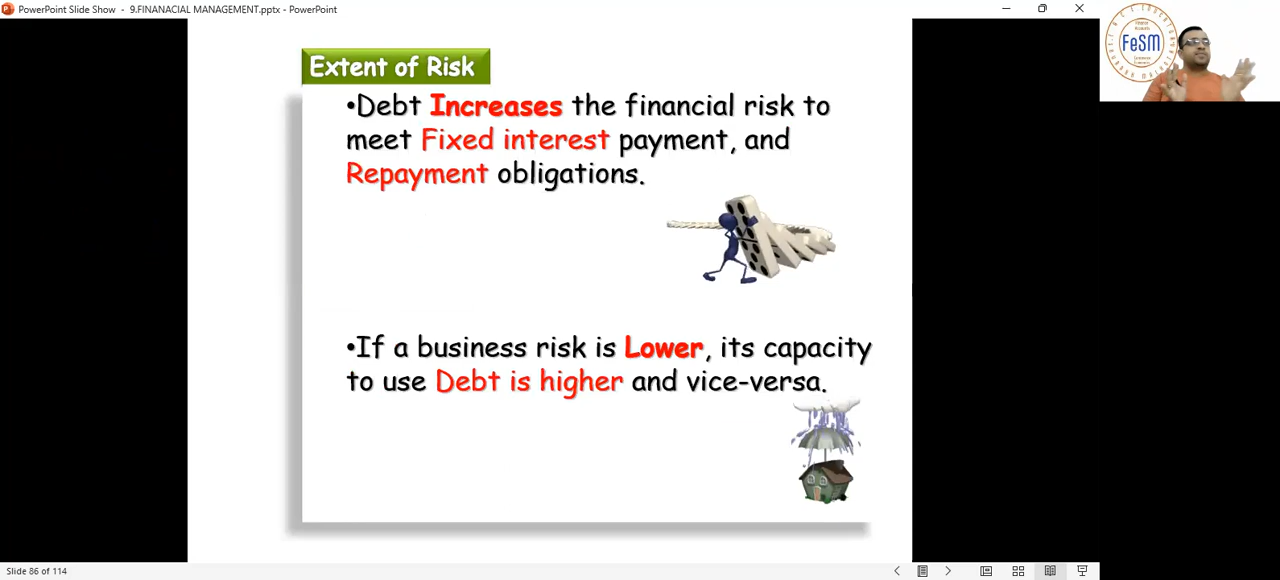 PowerPoint Slide Show - 9.FINANACIAL MANAGEMENT.pptx - PowerPoint
FeSM
Extent of Risk
•Debt Increases the financial risk to
meet Fixed interest payment, and
Repayment obligations.
•If a business risk is Lower, its capacity
to use Debt is higher and vice-versa.
Slide 86 of 114